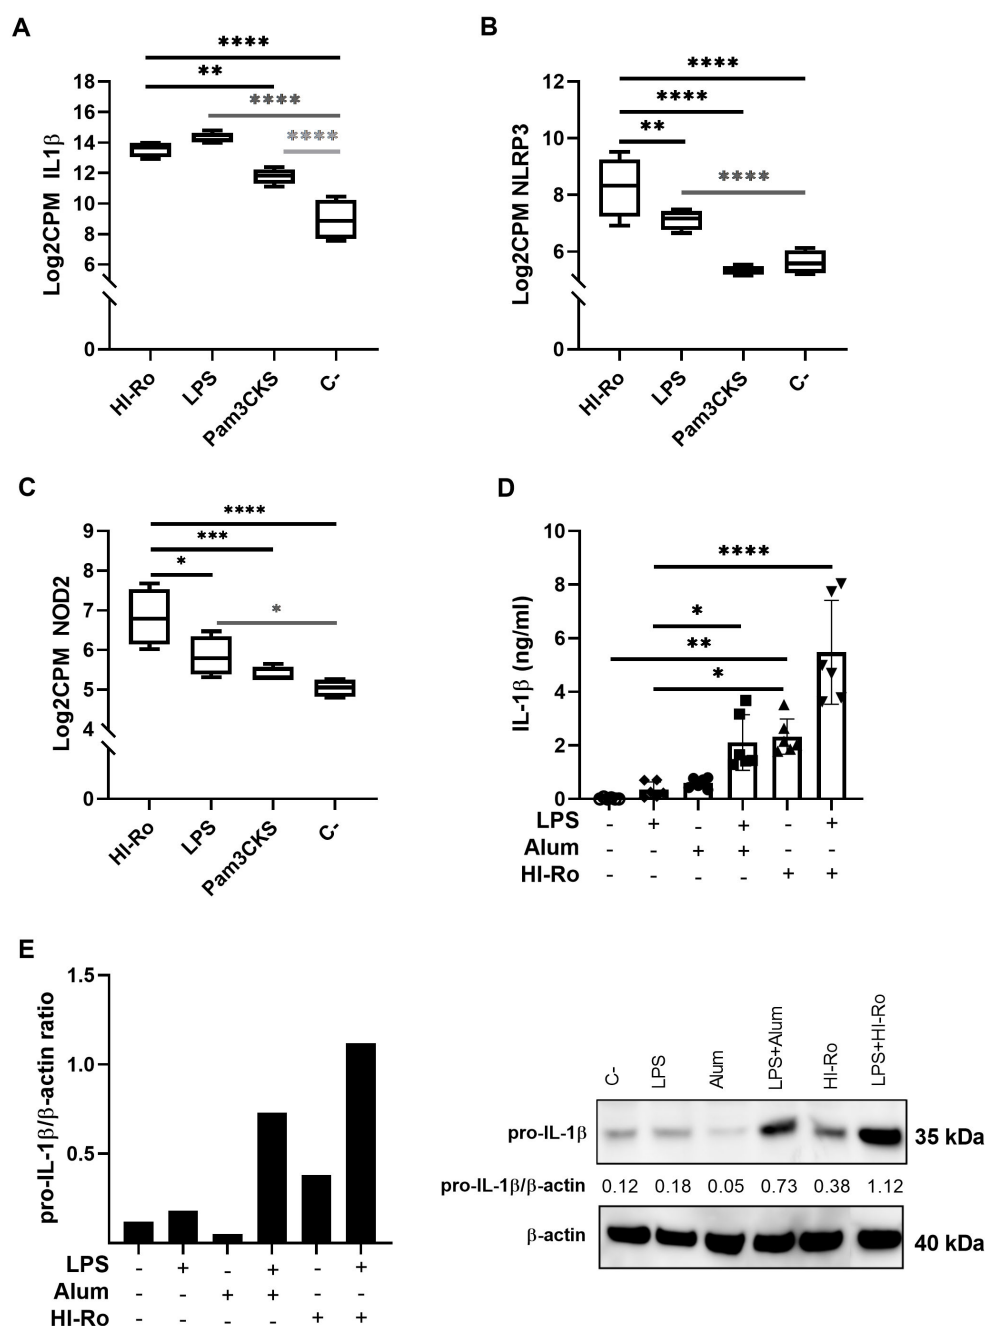 A
****
**
****
****
Log2CPM IL1β
18
16
14
12
10
8
6
0
HI-Ro
LPS
Pam3CKS
C-
B
****
****
**
****
Log2CPM NLRP3
12
10
8
6
0
HI-Ro
LPS
Pam3CKS
C-
C
****
***
*
*
Log2CPM NOD2
9
8
7
6
5
4
0
HI-Ro
LPS
Pam3CKS
C-
D
****
*
**
*
IL-1β (ng/ml)
10
8
6
4
2
0
LPS - + - + - +
Alum - - + + - -
HI-Ro - - - - + +
E
pro-IL-1β/β-actin ratio
1.5
1.0
0.5
LPS - + - + - +
Alum - - + + - -
HI-Ro - - - - + +
C-
LPS
Alum
LPS+Alum
HI-Ro
LPS+HI-Ro
pro-IL-1β
35 kDa
pro-IL-1β/β-actin 0.12 0.18 0.05 0.73 0.38 1.12
β-actin
40 kDa